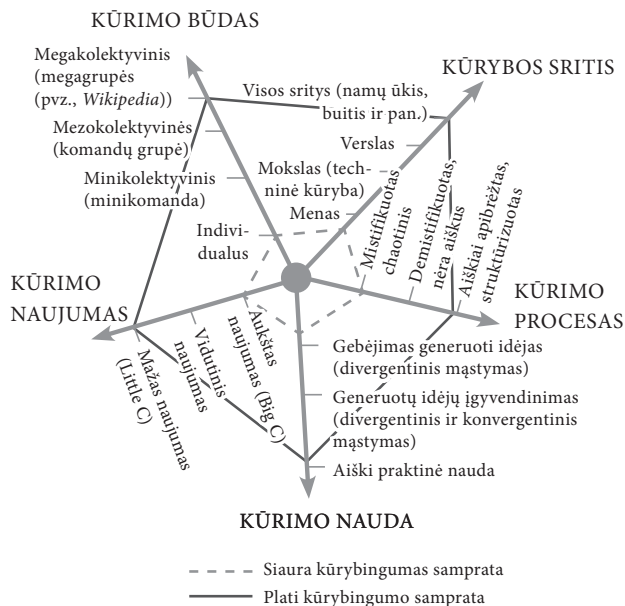 KŪRIMO BŪDAS
Megakolektyvinis
(megagrupės
(pvz., Wikipedia))
Mezokolektyvinės
(komandų grupė)
Minikolektyvinis
(minikomanda)
Indivi-
dualus
KŪRYBOS SRITIS
Visos sritys (namų ūkis,
buitis ir pan.)
Verslas
Mokslas (tech-
ninė kūryba)
Menas
Mistifikuotas,
chaotinis
Demistifikuotas,
nėra aiškus
Aiškiai apibrėžtas,
struktūrizuotas
KŪRIMO
PROCESAS
KŪRIMO
NAUJUMAS
Mažas naujumas
(Little C)
Vidutinis
naujumas
Aukštas
naujumas (Big C)
Gebėjimas generuoti idėjas
(divergentinis mąstymas)
Generuotų idėjų įgyvendinimas
(divergentinis ir konvergentinis
mąstymas)
Aiški praktinė nauda
KŪRIMO NAUDA
Siaura kūrybingumas samprata
Plati kūrybingumo samprata